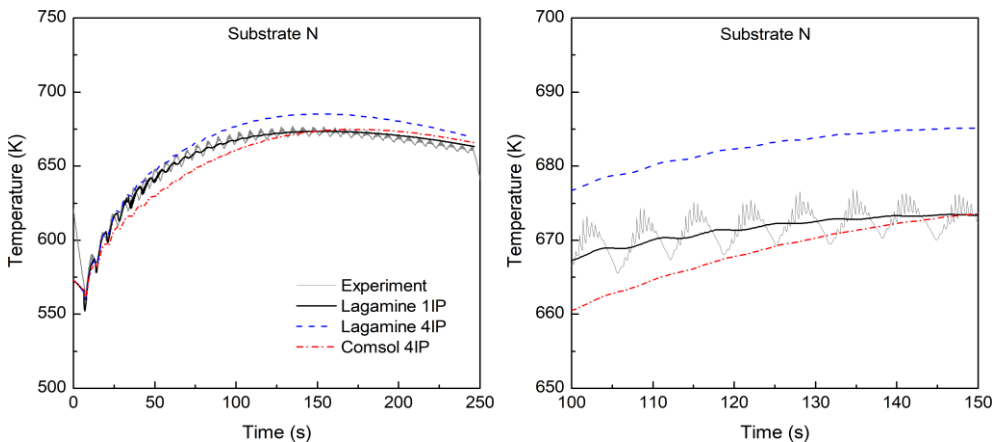 Substrate N
750
700
650
600
550
500
Temperature (K)
0
50
100
150
200
250
Time (s)
Experiment
Lagamine 1IP
Lagamine 4IP
Comsol 4IP
Substrate N
700
690
680
670
660
650
Temperature (K)
100
110
120
130
140
150
Time (s)